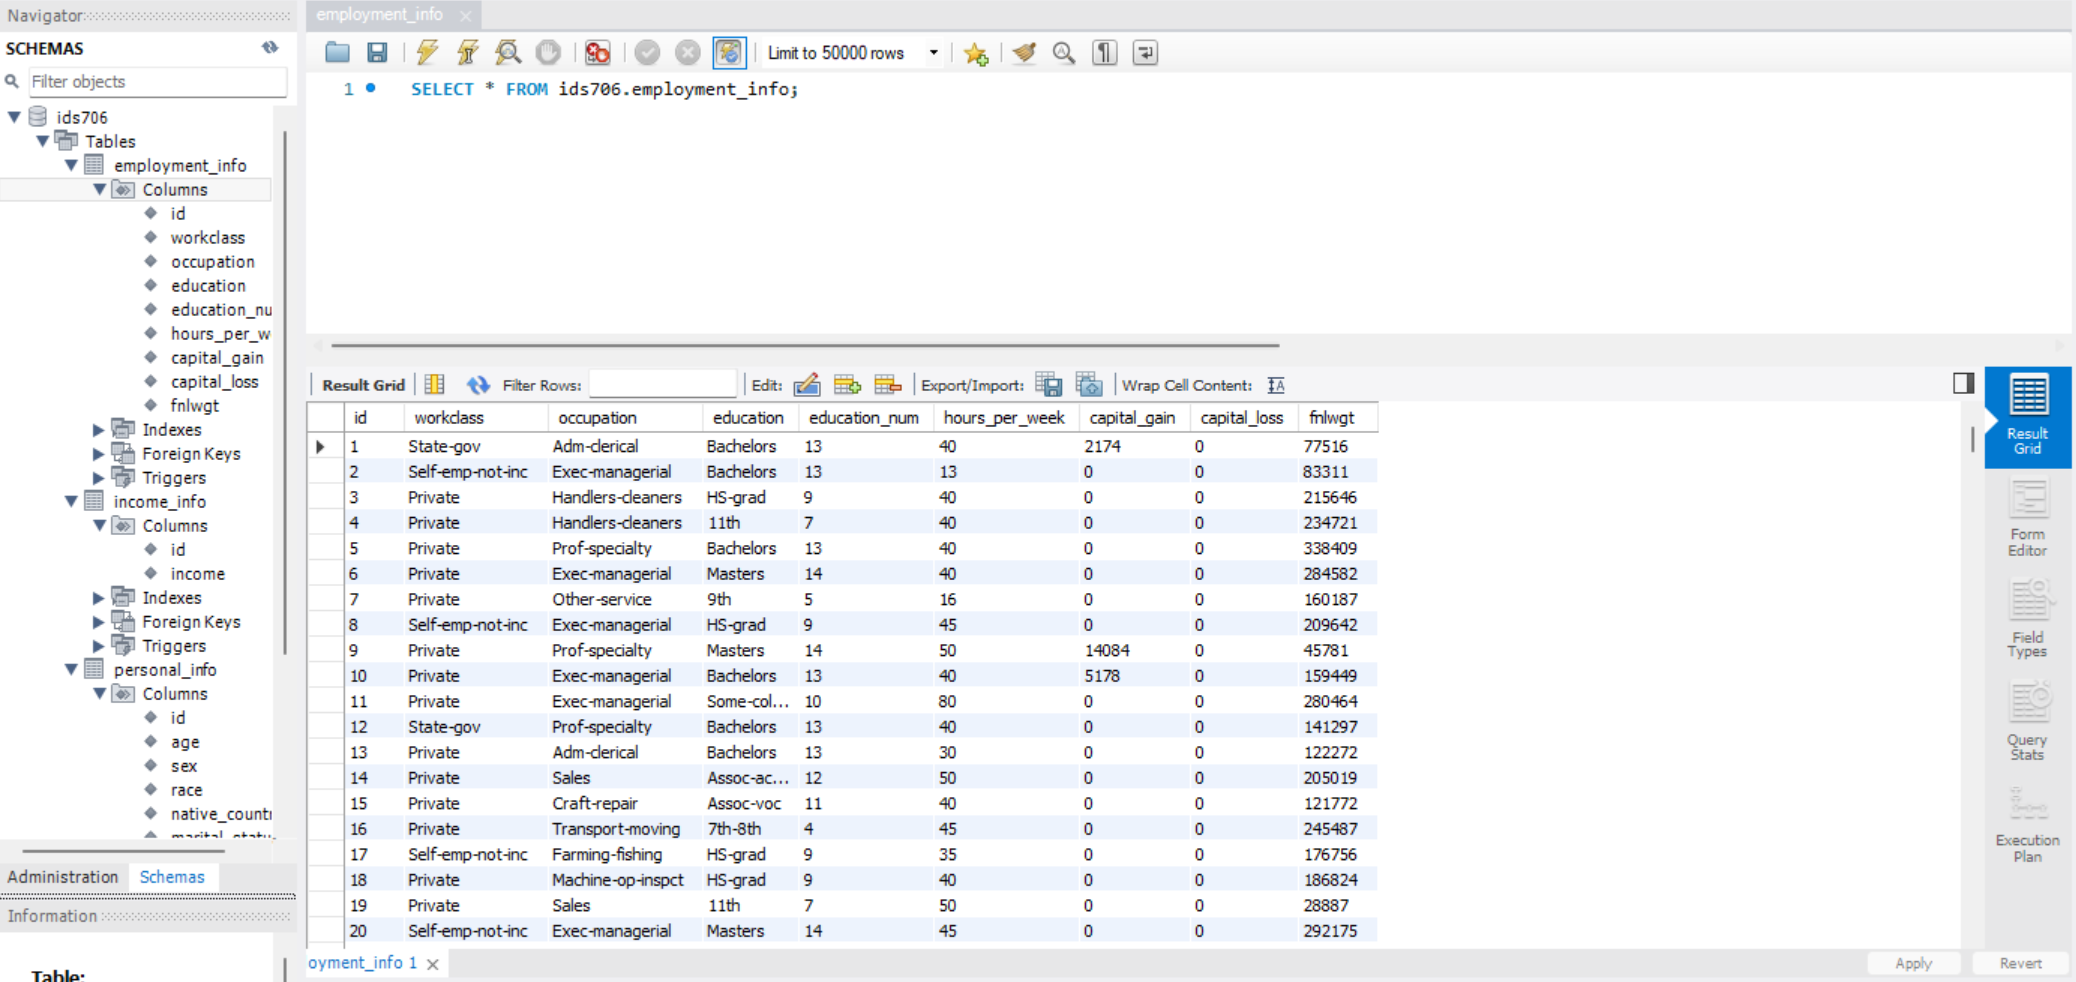 Navigator
SCHEMAS
Filter objects
ids706
Tables
employment_info
Columns
id
workclass
occupation
education
education_nu
hours_per_w
capital_gain
capital_loss
fnlwgt
Indexes
Foreign Keys
Triggers
income_info
Columns
id
income
Indexes
Foreign Keys
Triggers
personal_info
Columns
id
age
sex
race
native_countr
marital_statu
Administration Schemas
Information
Table:
employment_info
Limit to 50000 rows
1 SELECT * FROM ids706.employment_info;
Result Grid Filter Rows: Edit: Export/Import: Wrap Cell Content:
id workclass occupation education education_num hours_per_week capital_gain capital_loss fnlwgt
1 State-gov Adm-clerical Bachelors 13 40 2174 0 77516
2 Self-emp-not-inc Exec-managerial Bachelors 13 13 0 0 83311
3 Private Handlers-cleaners HS-grad 9 40 0 0 215646
4 Private Handlers-cleaners 11th 7 40 0 0 234721
5 Private Prof-specialty Bachelors 13 40 0 0 338409
6 Private Exec-managerial Masters 14 40 0 0 284582
7 Private Other-service 9th 5 16 0 0 160187
8 Self-emp-not-inc Exec-managerial HS-grad 9 45 0 0 209642
9 Private Prof-specialty Masters 14 50 14084 0 45781
10 Private Exec-managerial Bachelors 13 40 5178 0 159449
11 Private Exec-managerial Some-col... 10 80 0 0 280464
12 State-gov Prof-specialty Bachelors 13 40 0 0 141297
13 Private Adm-clerical Bachelors 13 30 0 0 122272
14 Private Sales Assoc-ac... 12 50 0 0 205019
15 Private Craft-repair Assoc-voc 11 40 0 0 121772
16 Private Transport-moving 7th-8th 4 45 0 0 245487
17 Self-emp-not-inc Farming-fishing HS-grad 9 35 0 0 176756
18 Private Machine-op-inspct HS-grad 9 40 0 0 186824
19 Private Sales 11th 7 50 0 0 28887
20 Self-emp-not-inc Exec-managerial Masters 14 45 0 0 292175
oyment_info 1
Result
Grid
Form
Editor
Field
Types
Query
Stats
Execution
Plan
Apply Revert